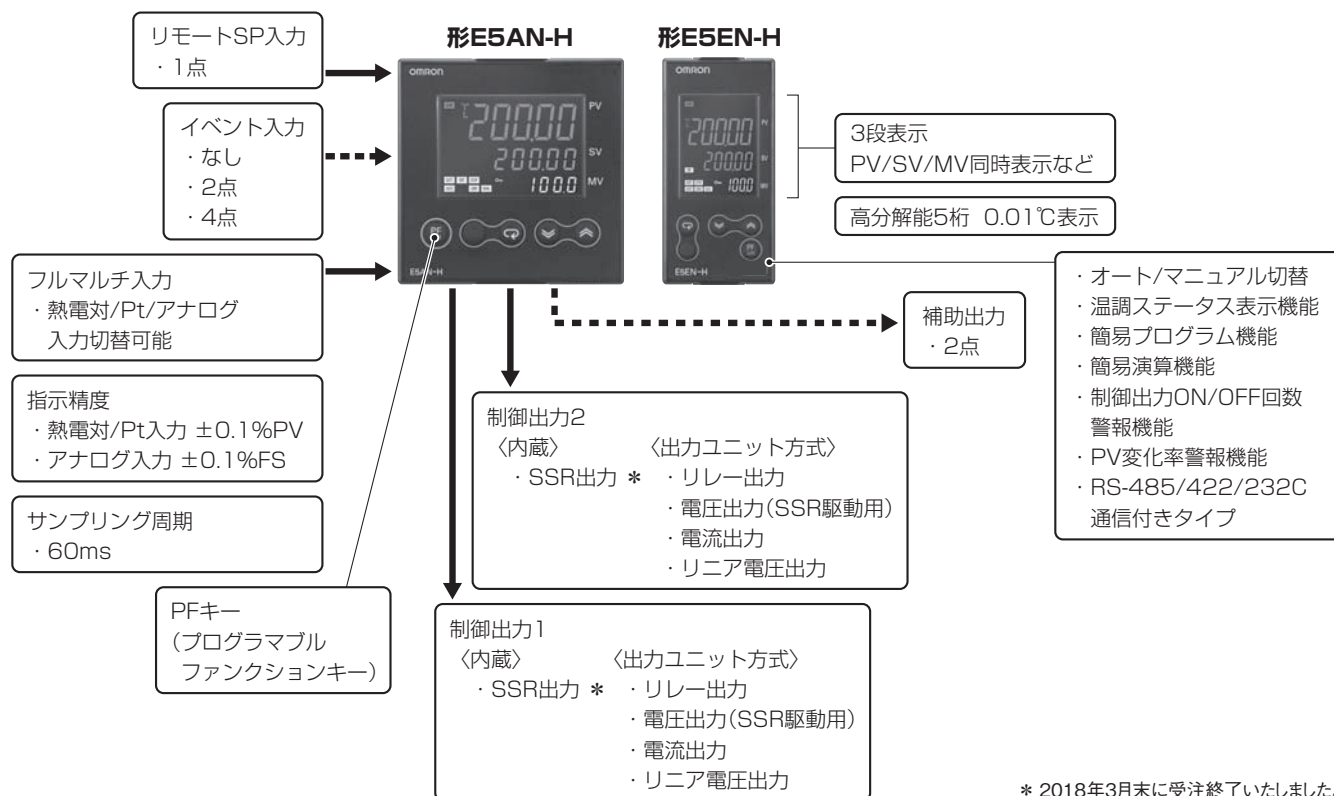 リモートSP入力
・1点
イベント入力
・なし
・2点
・4点
フルマルチ入力
・熱電対/Pt/アナログ
入力切替可能
指示精度
・熱電対/Pt入力 ±0.1%PV
・アナログ入力 ±0.1%FS
サンプリング周期
・60ms
PFキー
(プログラマブル
ファンクションキー)
形E5AN-H
OMRON
200.00
PV
200.00
SV
100.0
MV
PF
E5AN-H
形E5EN-H
OMRON
200.00
PV
200.00
SV
100.0
MV
PF
E5EN-H
3段表示
PV/SV/MV同時表示など
高分解能5桁 0.01℃表示
・オート/マニュアル切替
・温調ステータス表示機能
・簡易プログラム機能
・簡易演算機能
・制御出力ON/OFF回数
警報機能
・PV変化率警報機能
・RS-485/422/232C
通信付きタイプ
補助出力
・2点
制御出力2
〈内蔵〉 〈出力ユニット方式〉
・SSR出力 * ・リレー出力
・電圧出力(SSR駆動用)
・電流出力
・リニア電圧出力
制御出力1
〈内蔵〉 〈出力ユニット方式〉
・SSR出力 * ・リレー出力
・電圧出力(SSR駆動用)
・電流出力
・リニア電圧出力
* 2018年3月末に受注終了いたしました。